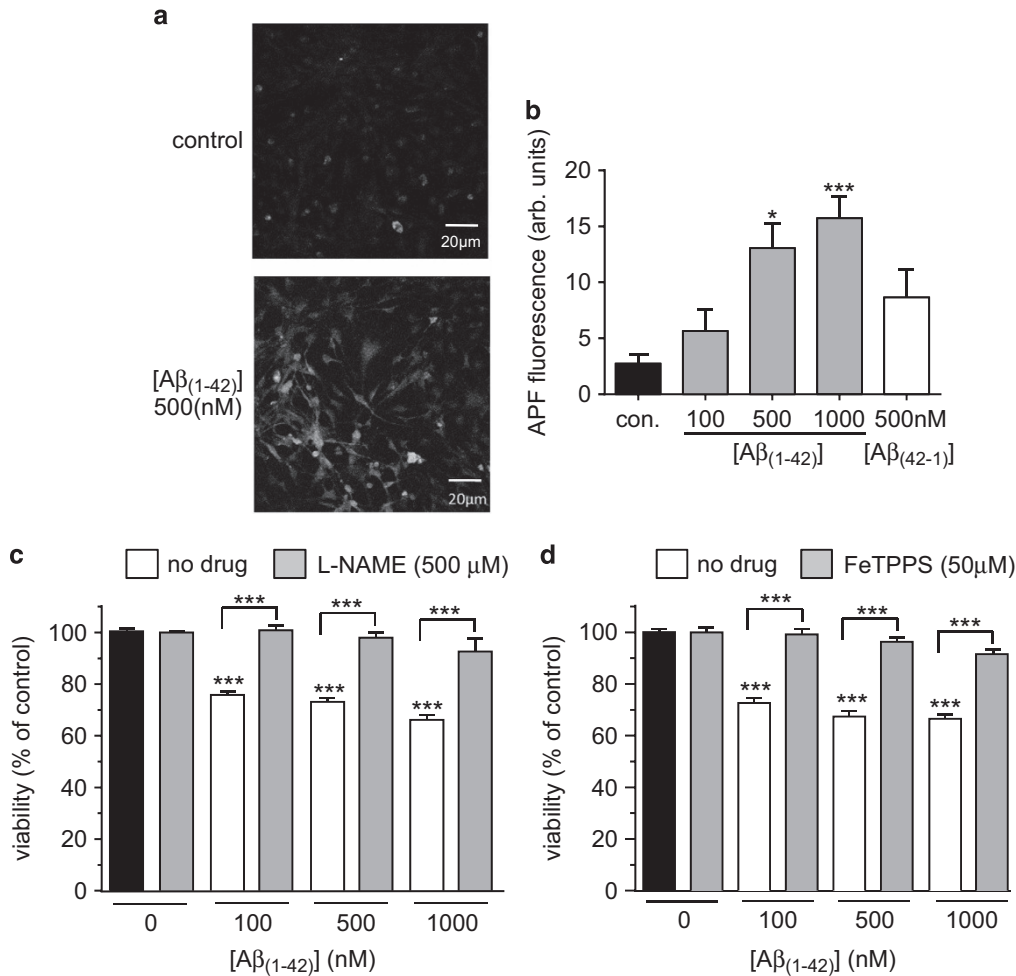 a
control
20μm
[Aβ(1-42)]
500(nM)
20μm
b
APF fluorescence (arb. units)
20
15
10
5
0
*
***
con.
100
500
1000
500nM
[Aβ(1-42)]
[Aβ(42-1)]
c
no drug
L-NAME (500 μM)
viability (% of control)
100
80
60
40
20
0
***
***
***
***
***
***
0
100
500
1000
[Aβ(1-42)] (nM)
d
no drug
FeTPPS (50μM)
viability (% of control)
100
80
60
40
20
0
***
***
***
***
***
***
0
100
500
1000
[Aβ(1-42)] (nM)